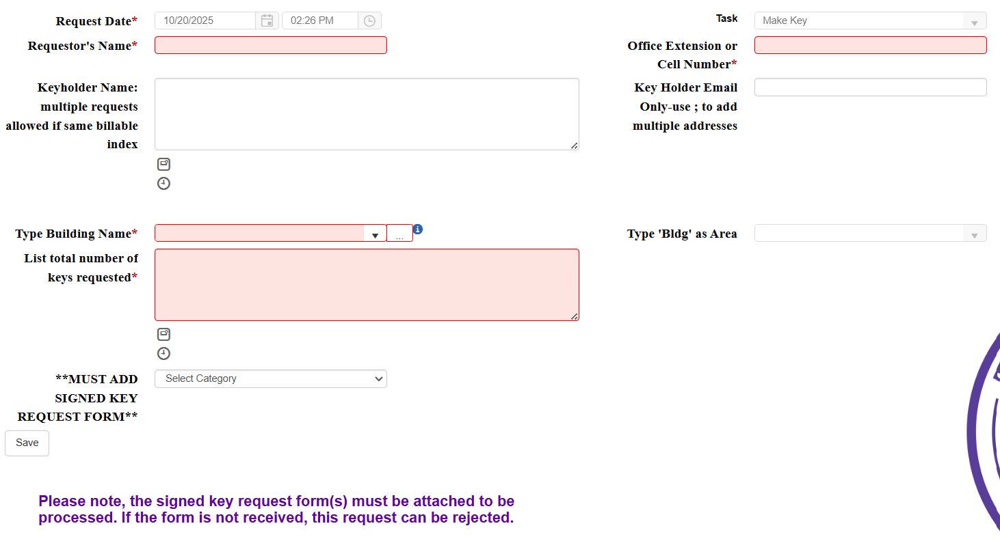 Request Date*
10/20/2025
02:26 PM
Task
Make Key
Requestor's Name*
Office Extension or
Cell Number*
Keyholder Name:
multiple requests
allowed if same billable
index
Key Holder Email
Only-use ; to add
multiple addresses
Type Building Name*
...
i
Type 'Bldg' as Area
List total number of
keys requested*
**MUST ADD
SIGNED KEY
REQUEST FORM**
Select Category
Save
Please note, the signed key request form(s) must be attached to be
processed. If the form is not received, this request can be rejected.